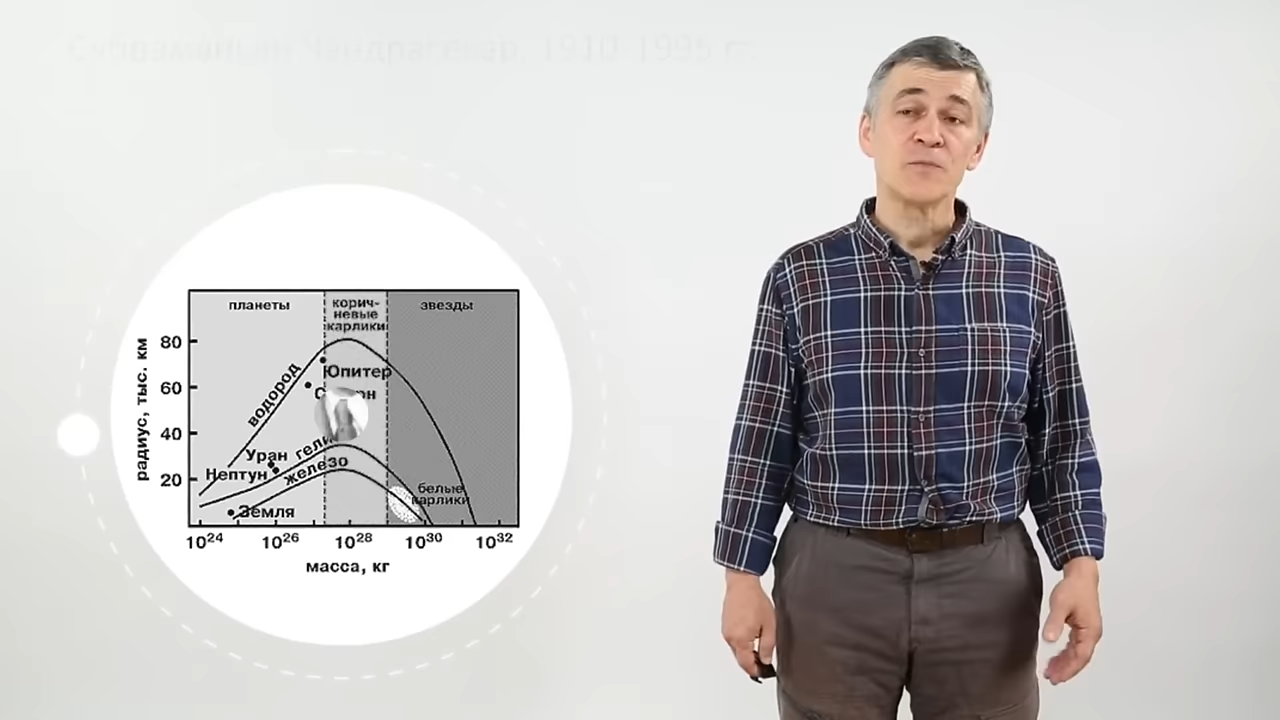 Субраманьян Чандрасекар, 1910-1995 гг.
планеты
корич-
невые
карлики
звезды
радиус, тыс. км
80
60
40
20
водород
Юпитер
гели
Уран
Нептун
железо
белые
карлики
Земля
10²⁴
10²⁶
10²⁸
10³⁰
10³²
масса, кг